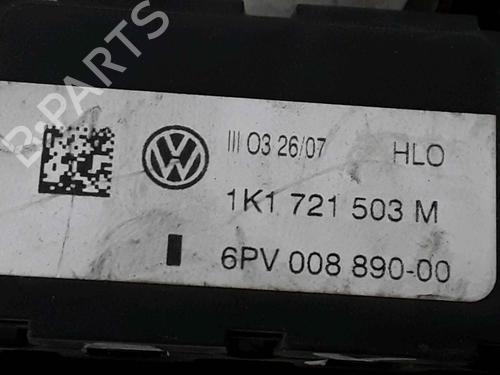 B-PARTS
III 03 26/07 HLO
1K1 721 503 M
6PV 008 890-00